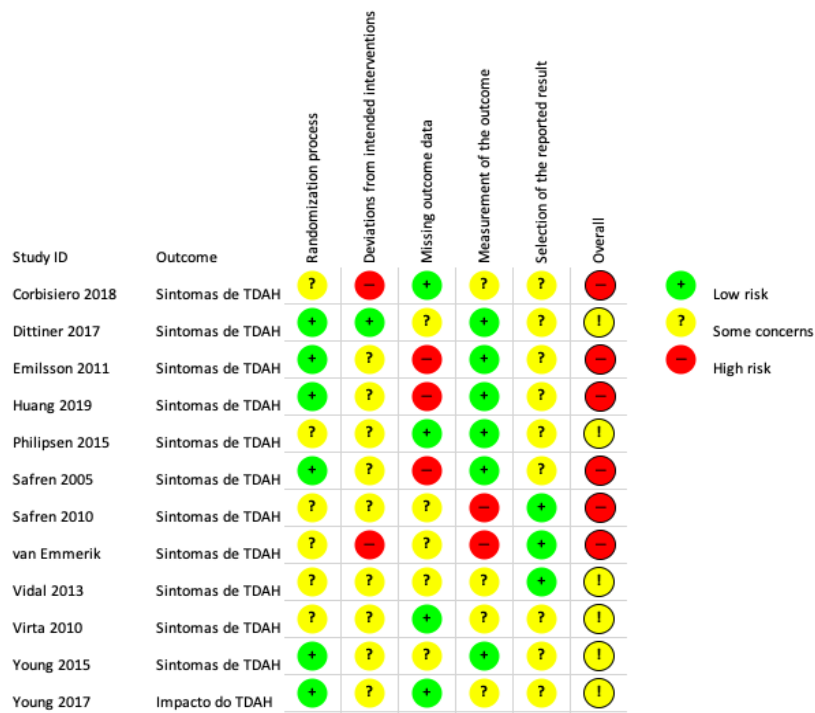 Randomization process
Deviations from intended interventions
Missing outcome data
Measurement of the outcome
Selection of the reported result
Overall
Study ID Outcome
Corbisiero 2018 Sintomas de TDAH ? − + ? ? −
Dittiner 2017 Sintomas de TDAH + + ? + ? !
Emilsson 2011 Sintomas de TDAH + ? − + ? −
Huang 2019 Sintomas de TDAH + ? − + ? −
Philipsen 2015 Sintomas de TDAH ? ? + + ? !
Safren 2005 Sintomas de TDAH + ? − + ? −
Safren 2010 Sintomas de TDAH ? ? ? − + −
van Emmerik Sintomas de TDAH ? − ? − + −
Vidal 2013 Sintomas de TDAH ? ? ? ? + !
Virta 2010 Sintomas de TDAH ? ? + ? ? !
Young 2015 Sintomas de TDAH + ? ? + ? !
Young 2017 Impacto do TDAH + ? + ? ? !
+ Low risk
? Some concerns
− High risk